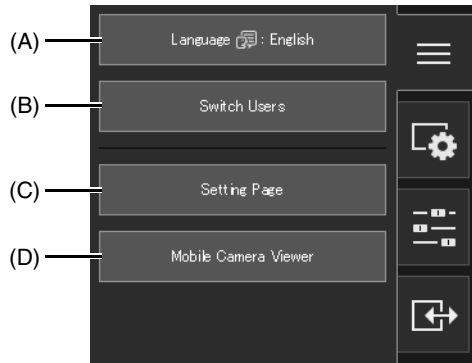 (A)
Language : English
(B)
Switch Users
(C)
Setting Page
(D)
Mobile Camera Viewer